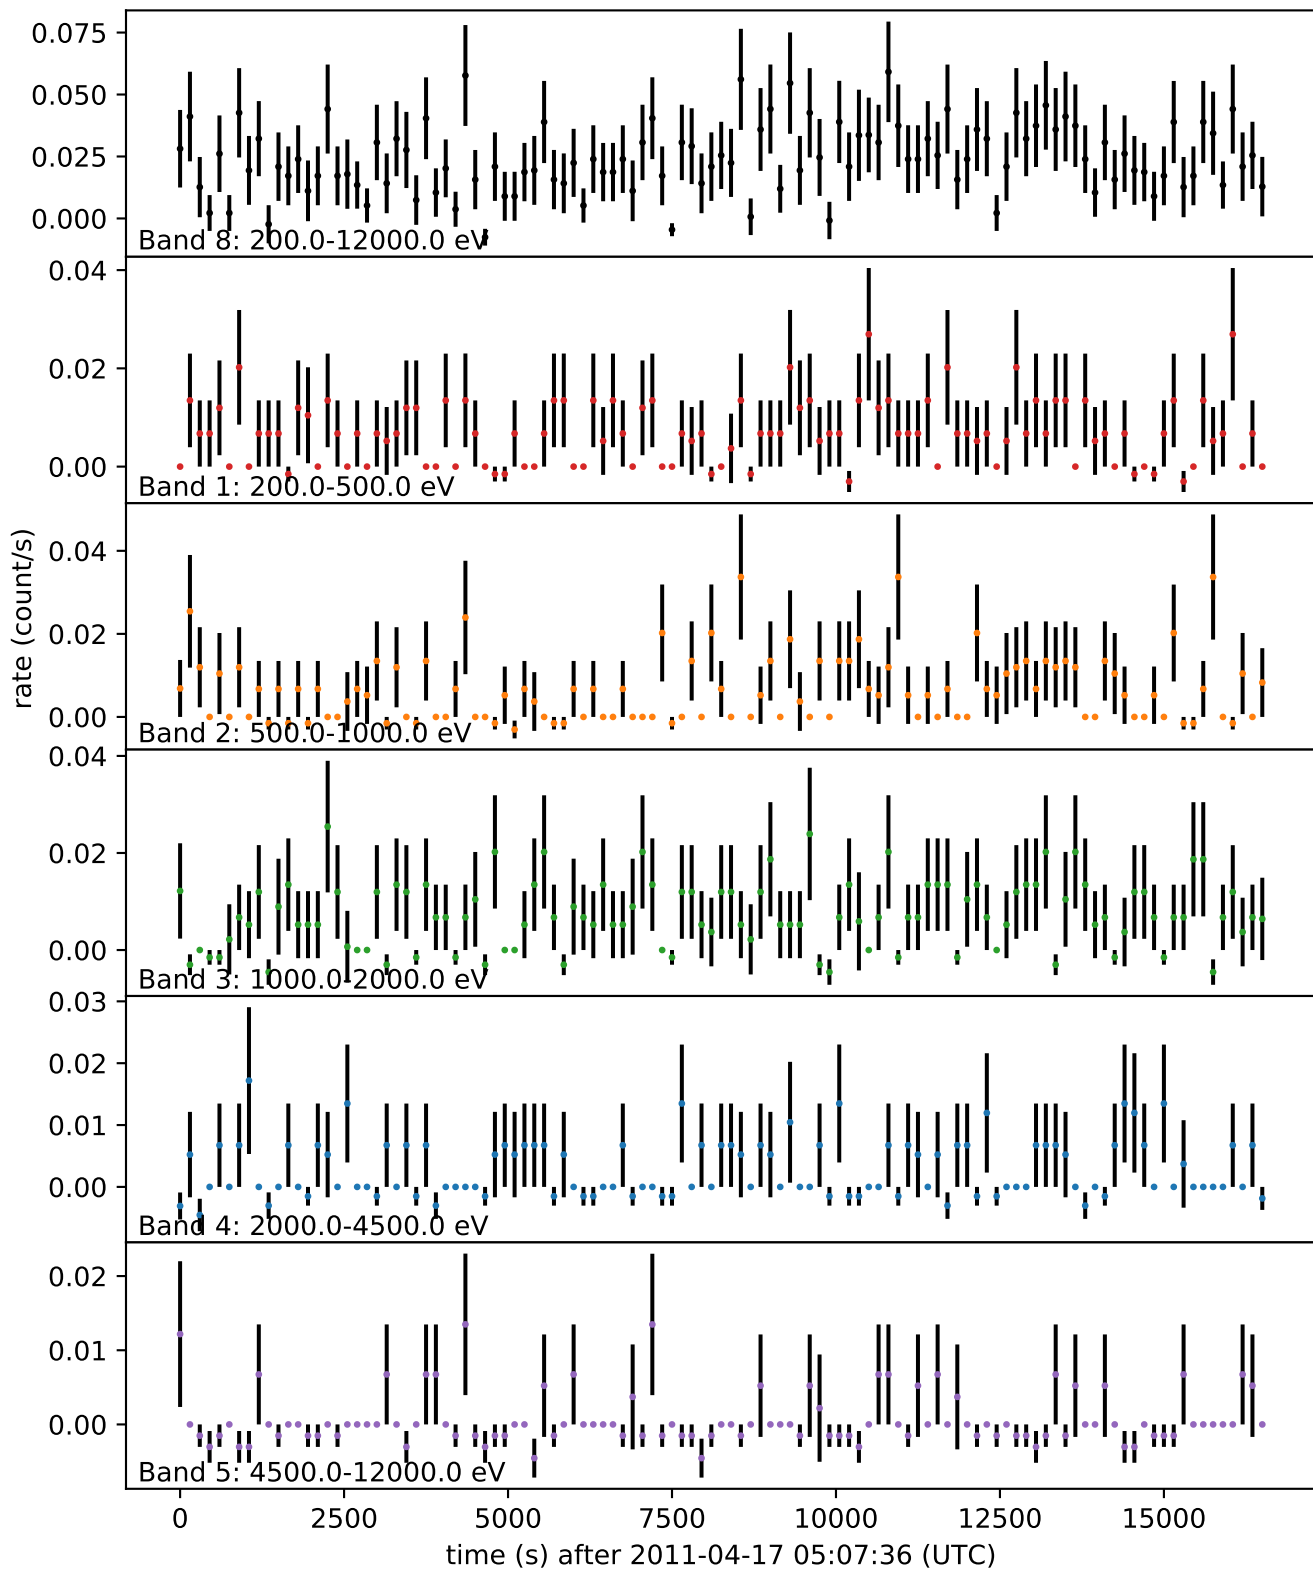 0.075
0.050
0.025
0.000
Band 8: 200.0-12000.0 eV
0.04
0.02
0.00
Band 1: 200.0-500.0 eV
rate (count/s)
0.04
0.02
0.00
Band 2: 500.0-1000.0 eV
0.04
0.02
0.00
Band 3: 1000.0-2000.0 eV
0.03
0.02
0.01
0.00
Band 4: 2000.0-4500.0 eV
0.02
0.01
0.00
Band 5: 4500.0-12000.0 eV
0 2500 5000 7500 10000 12500 15000
time (s) after 2011-04-17 05:07:36 (UTC)